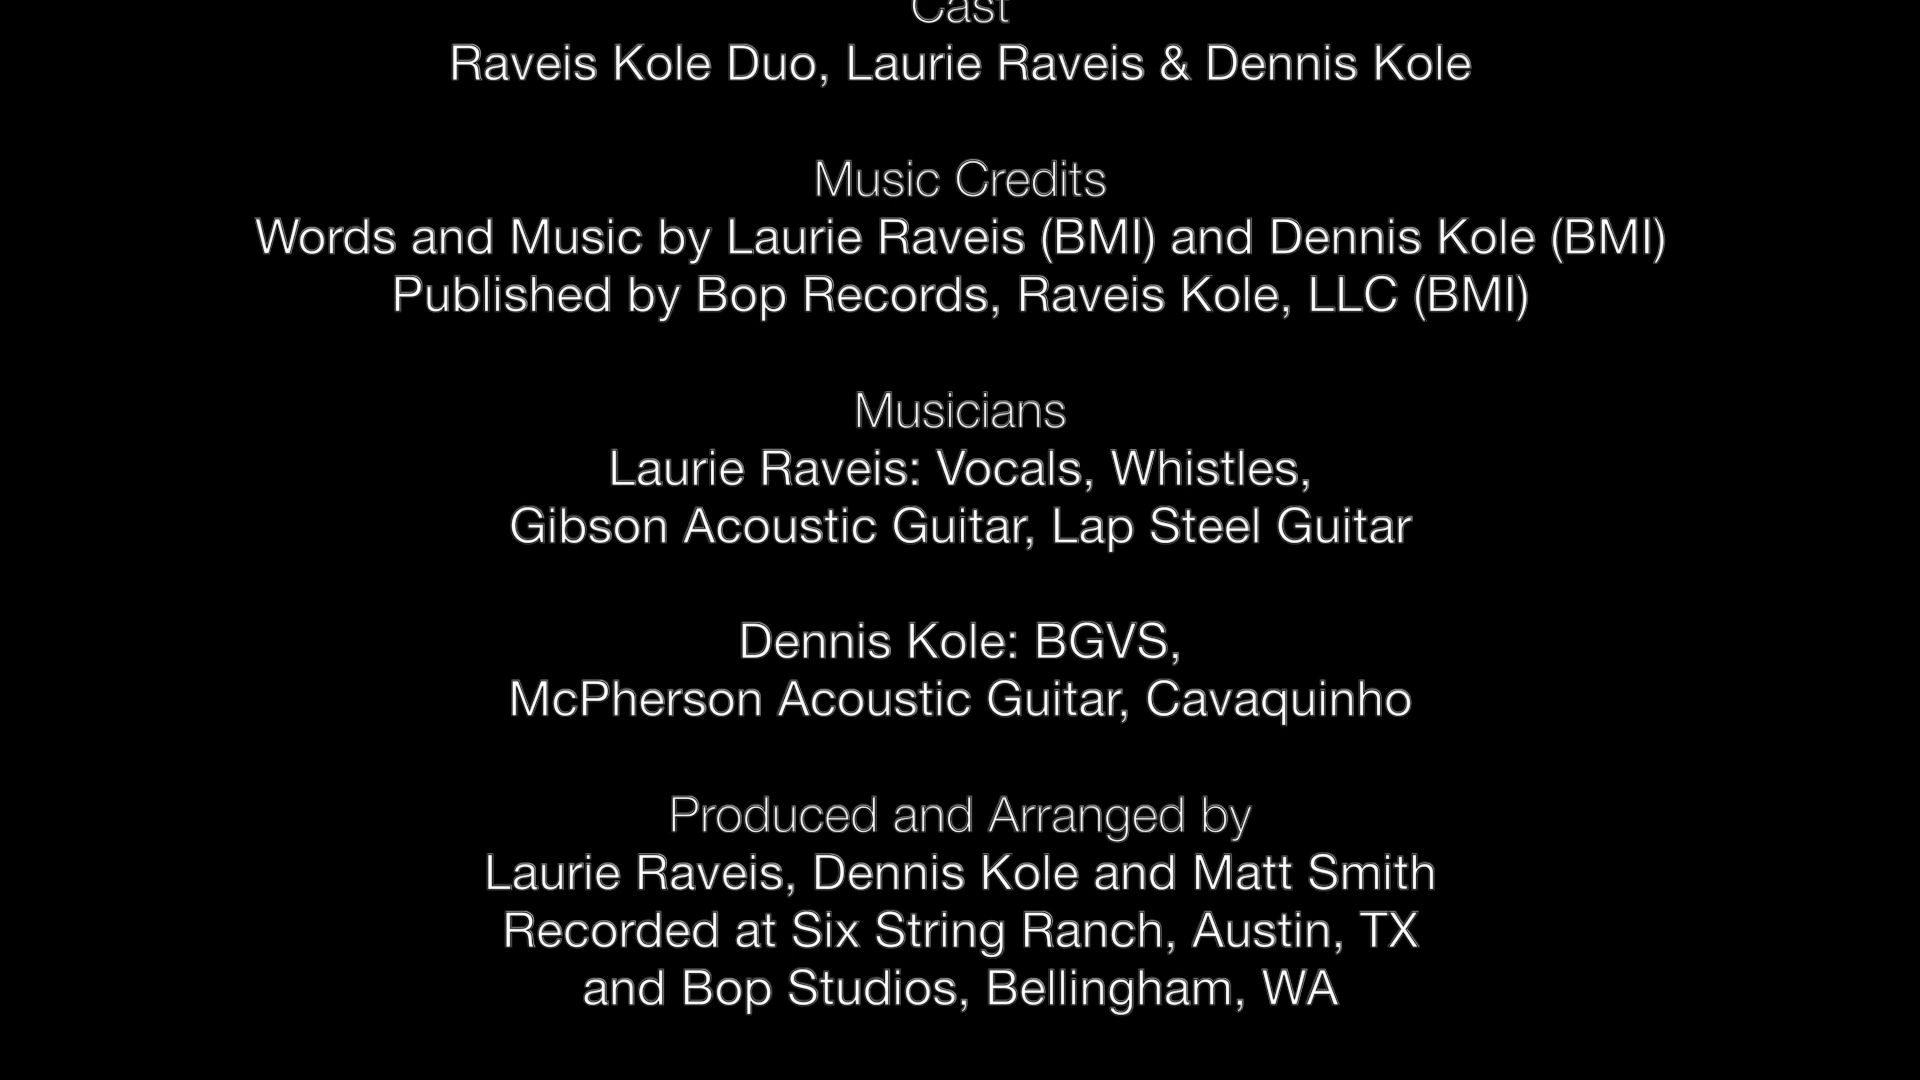 Cast
Raveis Kole Duo, Laurie Raveis & Dennis Kole
Music Credits
Words and Music by Laurie Raveis (BMI) and Dennis Kole (BMI)
Published by Bop Records, Raveis Kole, LLC (BMI)
Musicians
Laurie Raveis: Vocals, Whistles,
Gibson Acoustic Guitar, Lap Steel Guitar
Dennis Kole: BGVS,
McPherson Acoustic Guitar, Cavaquinho
Produced and Arranged by
Laurie Raveis, Dennis Kole and Matt Smith
Recorded at Six String Ranch, Austin, TX
and Bop Studios, Bellingham, WA